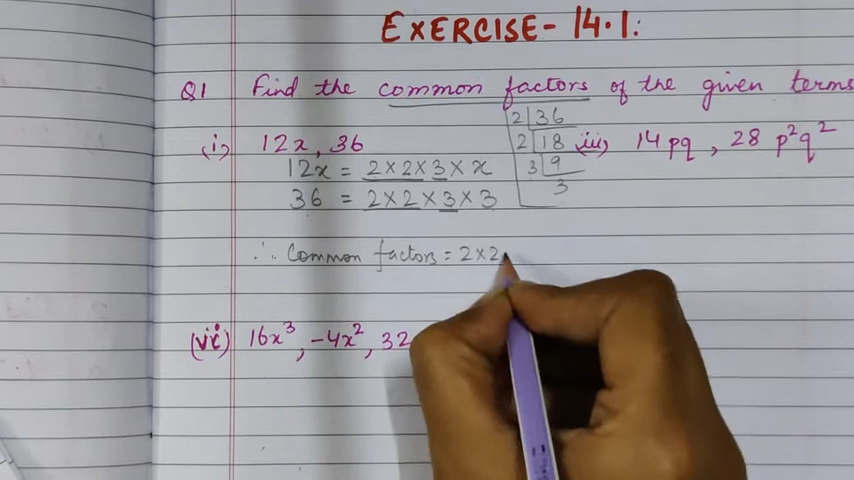 EXERCISE-14.1:
Q1 Find the common factors of the given terms
(i) 12x, 36
12x = 2×2×3×x
36 = 2×2×3×3
2|36
2|18
3|9
3
iii) 14pq, 28p²q²
∴ Common factors = 2×2
(vi) 16x³, -4x², 32